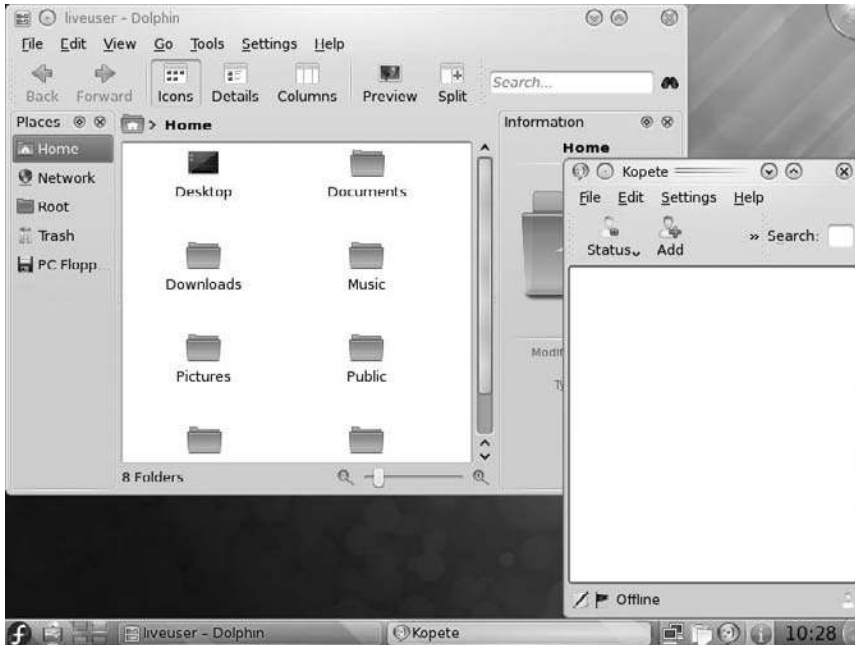 liveuser – Dolphin
File Edit View Go Tools Settings Help
Back Forward Icons Details Columns Preview Split Search...
Places
Home
Network
Root
Trash
PC Flopp...
> Home
Desktop
Documents
Downloads
Music
Pictures
Public
8 Folders
Information
Home
Modif
Ty
Kopete
File Edit Settings Help
Status Add » Search:
Offline
liveuser – Dolphin
Kopete
10:28